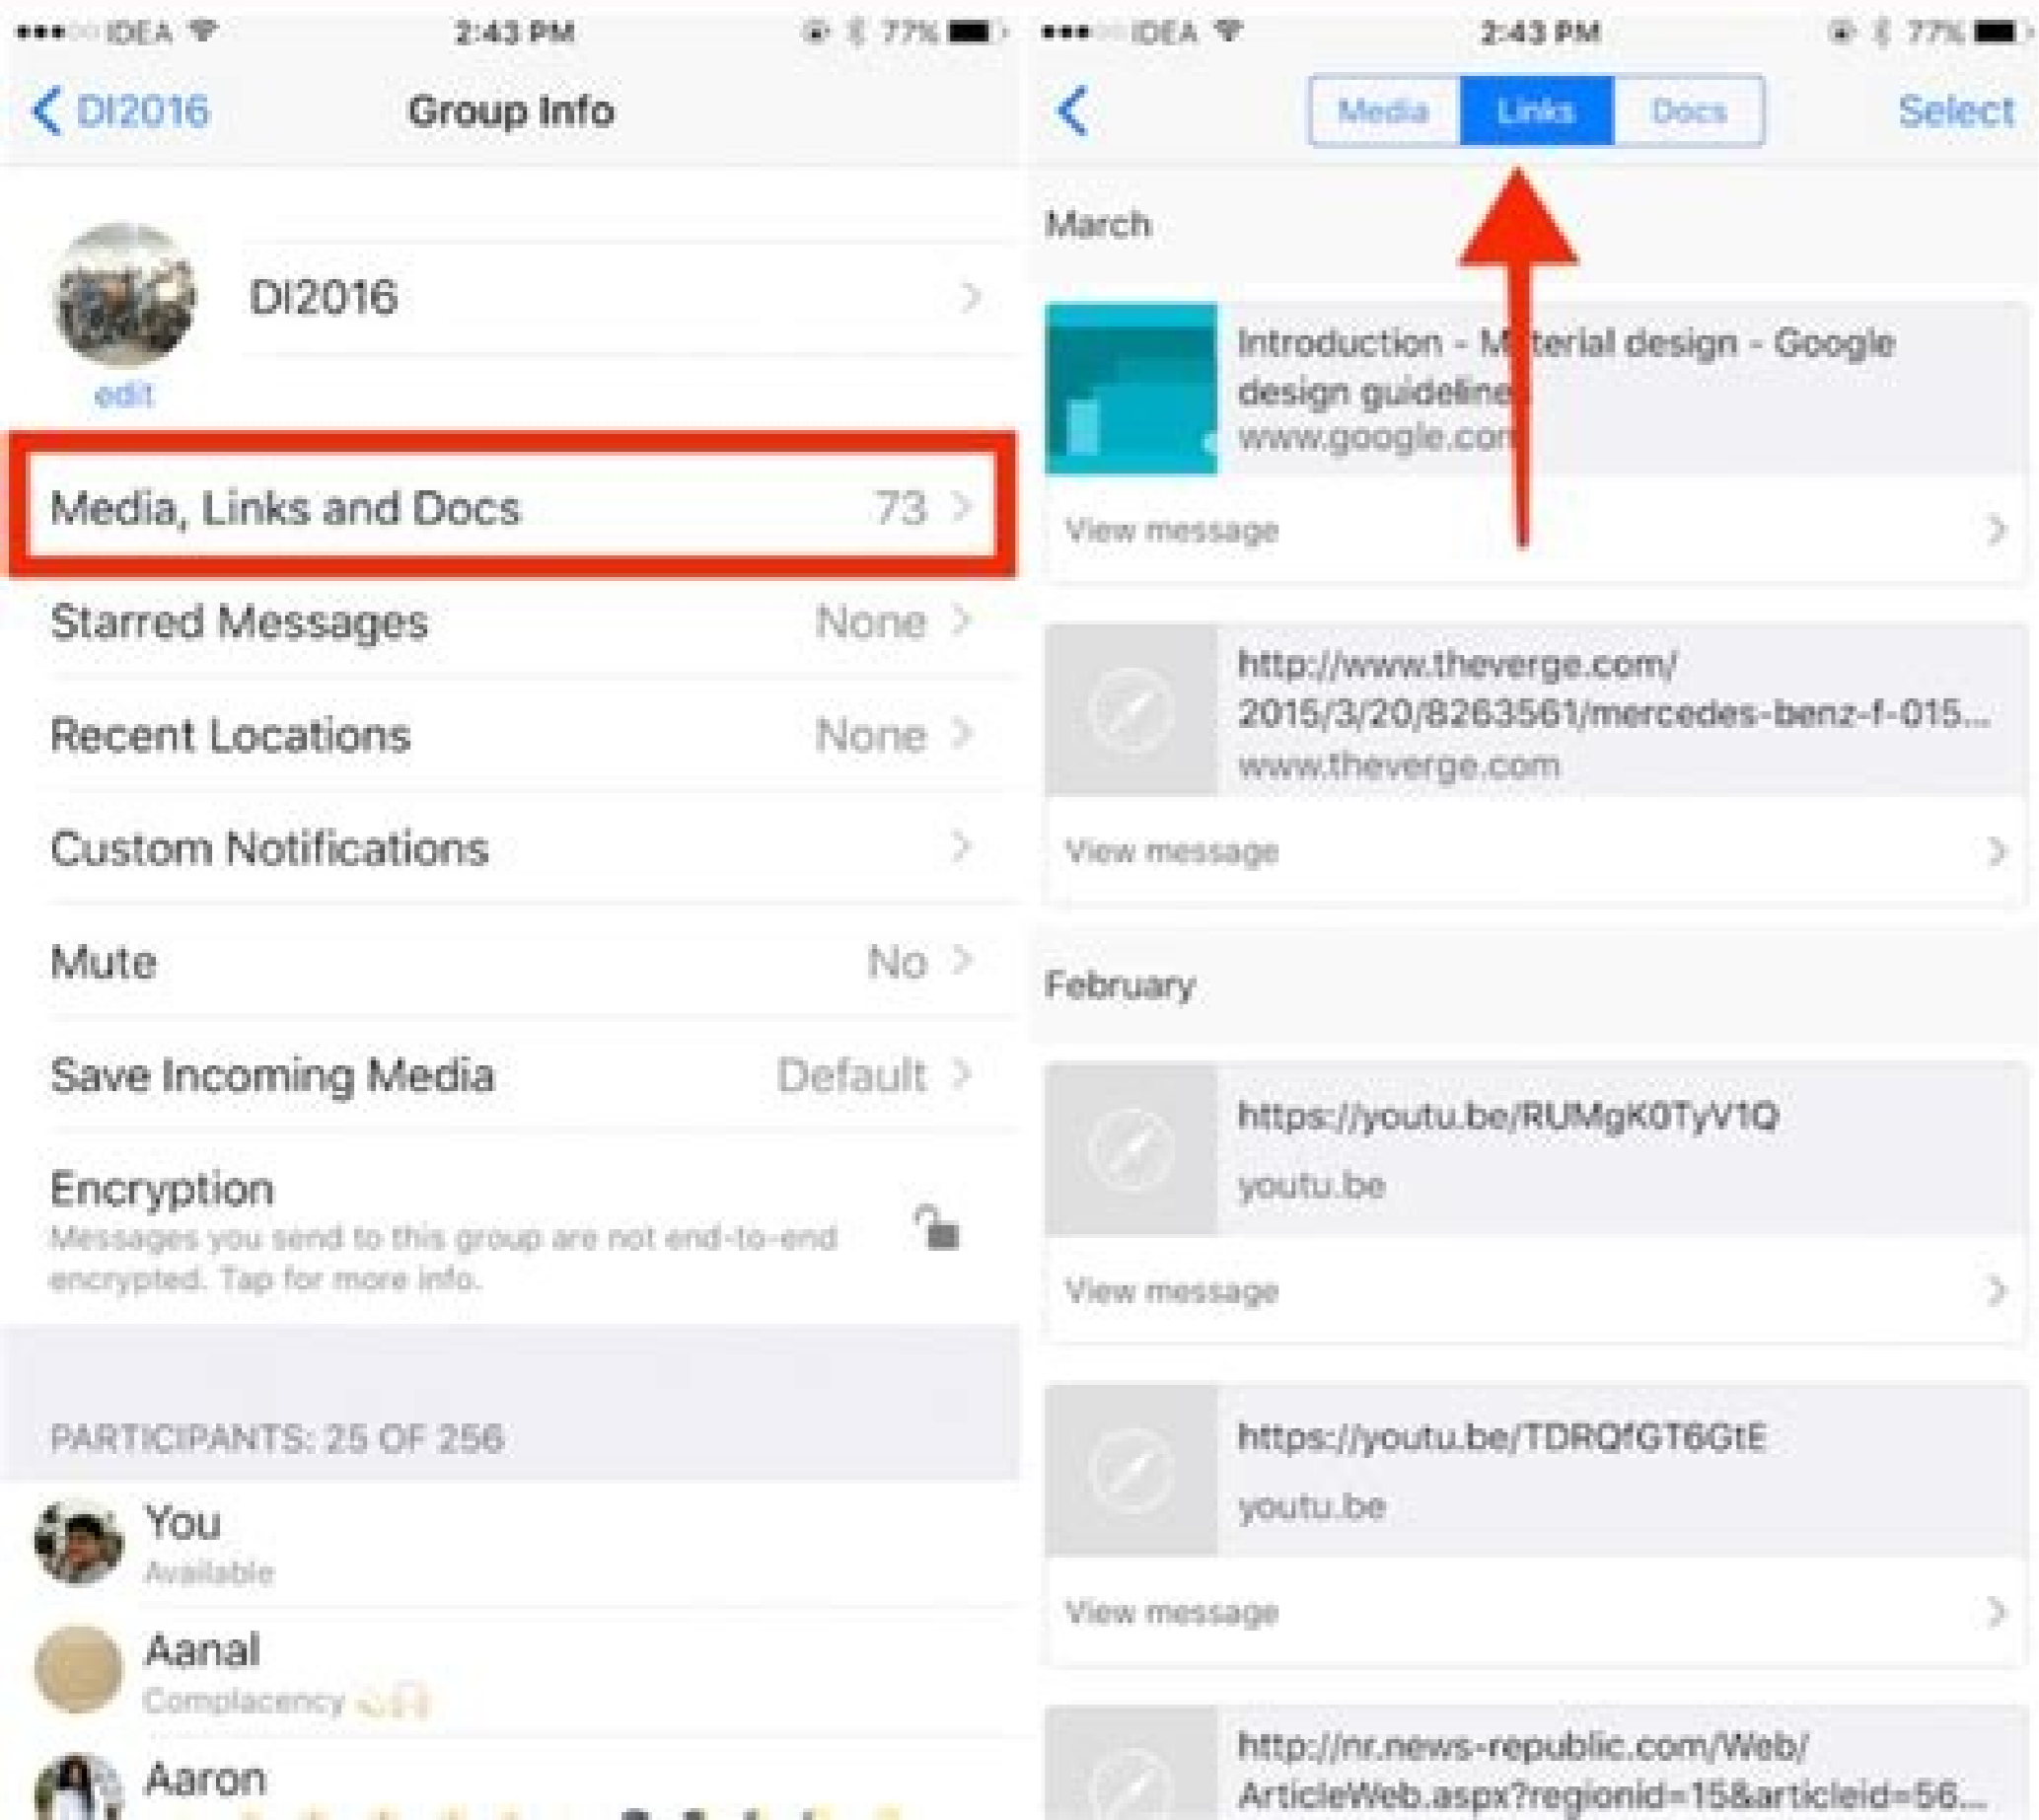 IDEA
2:43 PM
77%
DI2016
Group Info
DI2016
edit
Media, Links and Docs
73
Starred Messages
None
Recent Locations
None
Custom Notifications
Mute
No
Save Incoming Media
Default
Encryption
Messages you send to this group are not end-to-end
encrypted. Tap for more info.
PARTICIPANTS: 25 OF 256
You
Available
Aanal
Complacency
Aaron
IDEA
2:43 PM
77%
Media
Links
Docs
Select
March
Introduction - Material design - Google
design guideline
www.google.com
View message
http://www.theverge.com/
2015/3/20/8263561/mercedes-benz-f-015...
www.theverge.com
View message
February
https://youtu.be/RUMgK0TyV1Q
youtu.be
View message
https://youtu.be/TDRQfGT6GtE
youtu.be
View message
http://nr.news-republic.com/Web/
ArticleWeb.aspx?regionid=15&articleid=56...